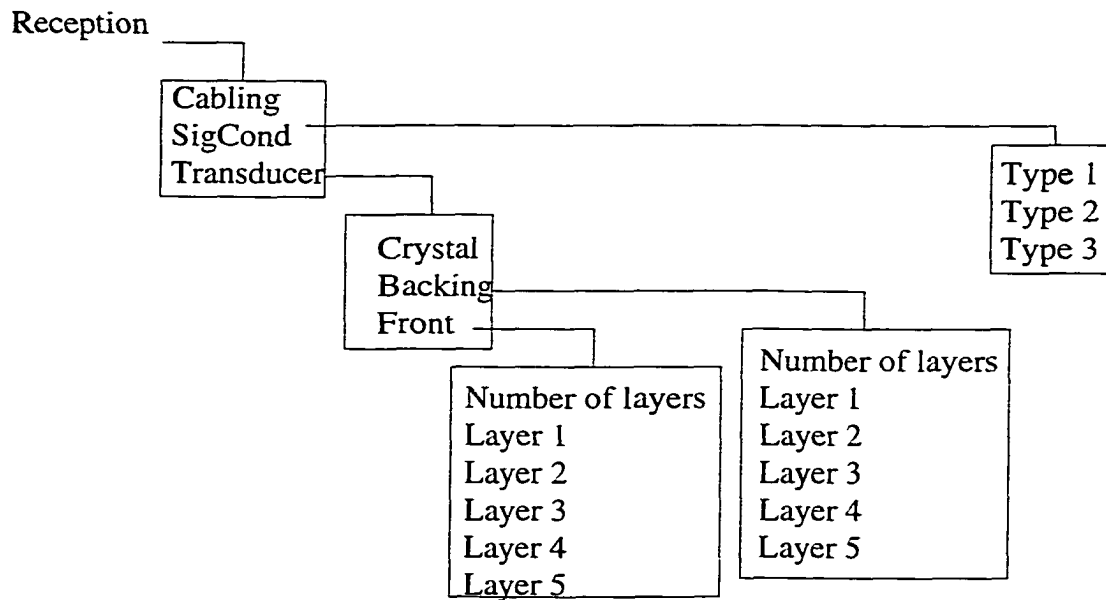 Reception
Cabling
SigCond
Transducer
Type 1
Type 2
Type 3
Crystal
Backing
Front
Number of layers
Layer 1
Layer 2
Layer 3
Layer 4
Layer 5
Number of layers
Layer 1
Layer 2
Layer 3
Layer 4
Layer 5